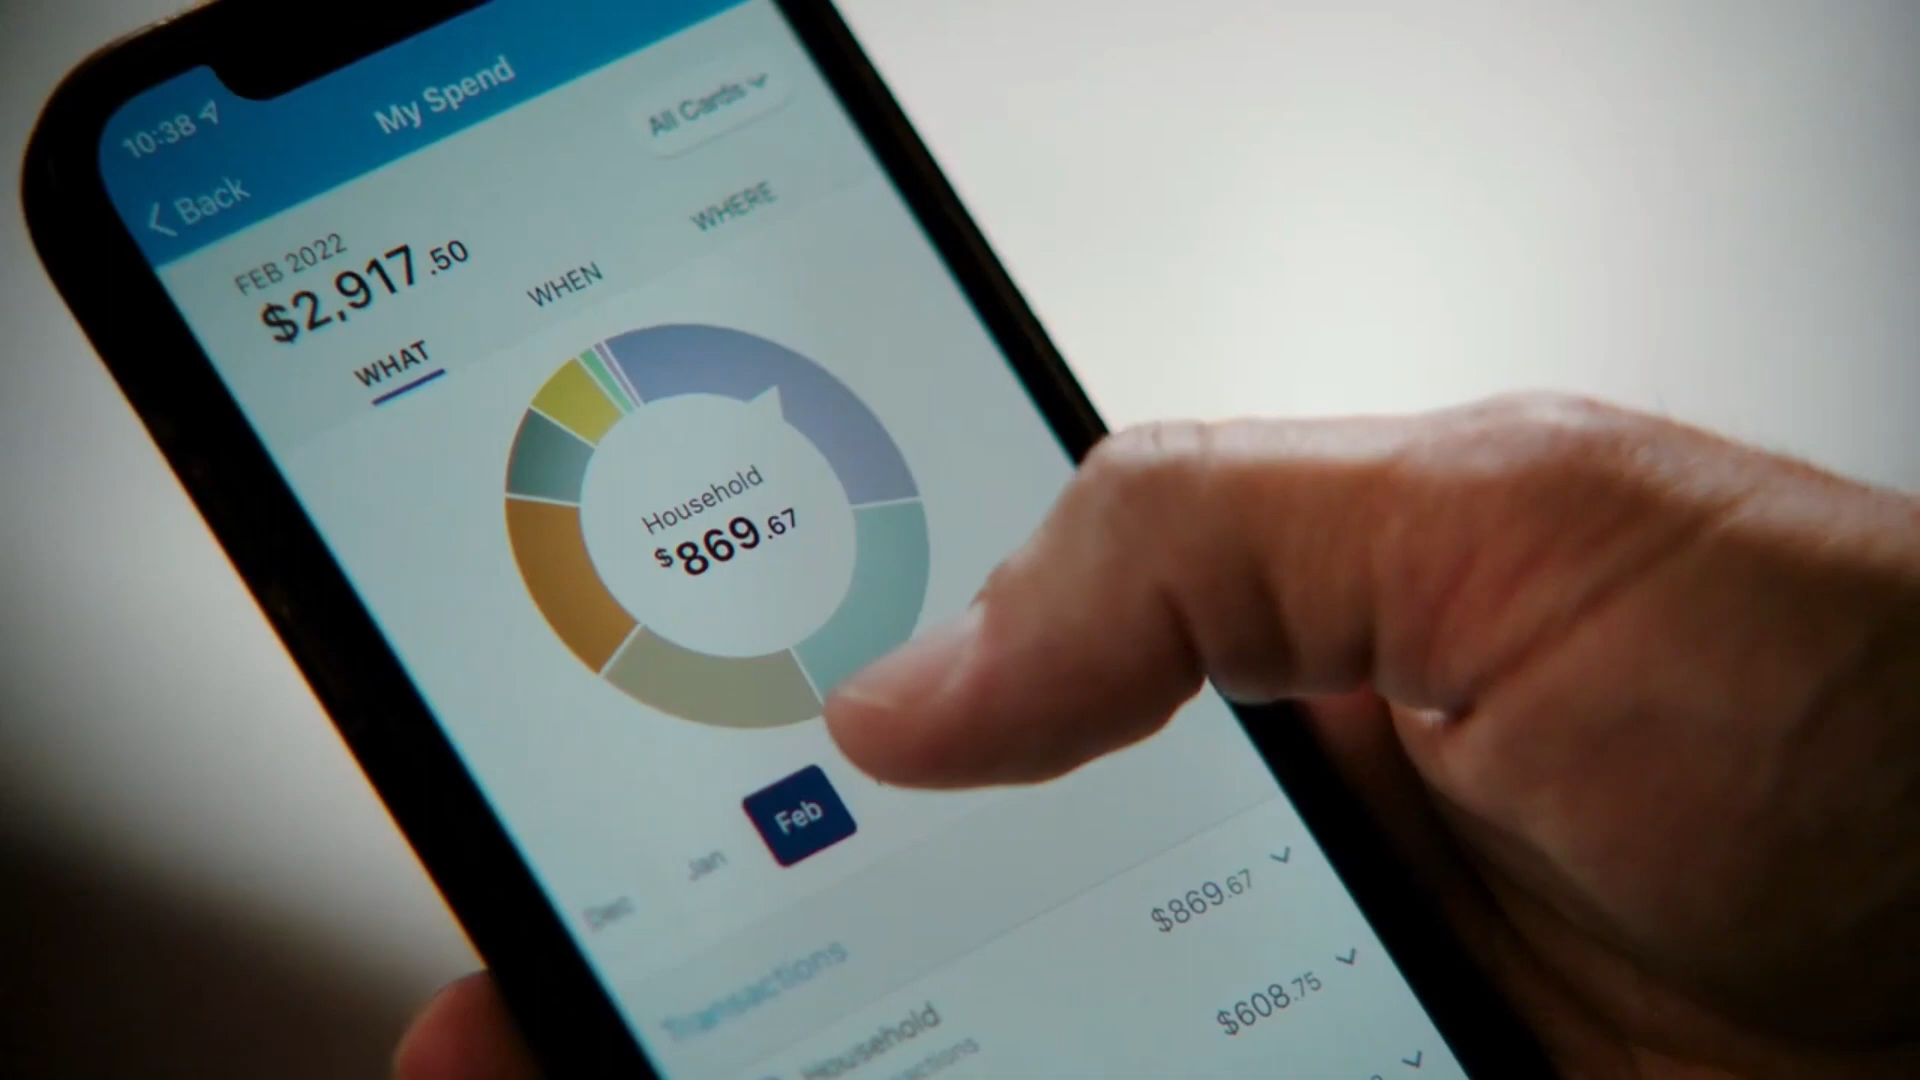 10:38
My Spend
Back
All Cards
FEB 2022
$2,917.50
WHAT
WHEN
WHERE
Household
$869.67
Dec
Jan
Feb
Transactions
Household
$869.67
$608.75